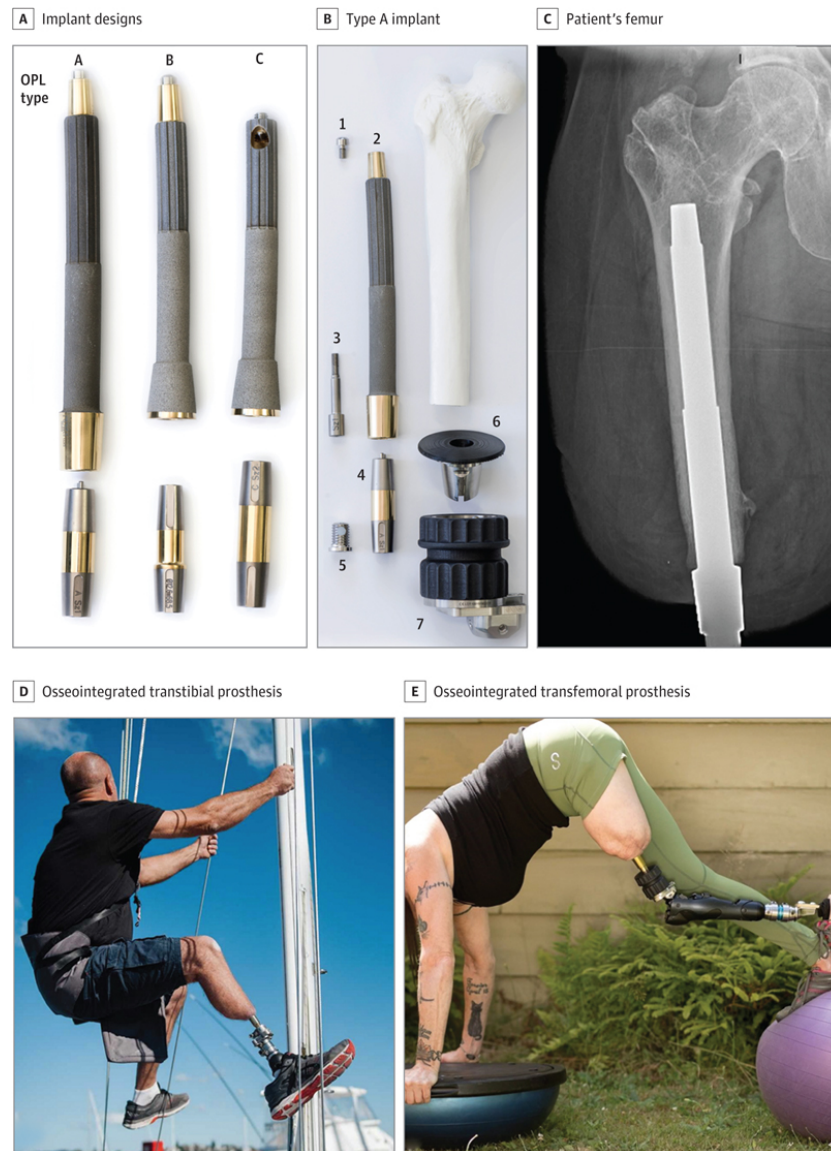 A Implant designs
B Type A implant
C Patient's femur
OPL type
A
B
C
1
2
3
4
5
6
7
D Osseointegrated transtibial prosthesis
E Osseointegrated transfemoral prosthesis
S